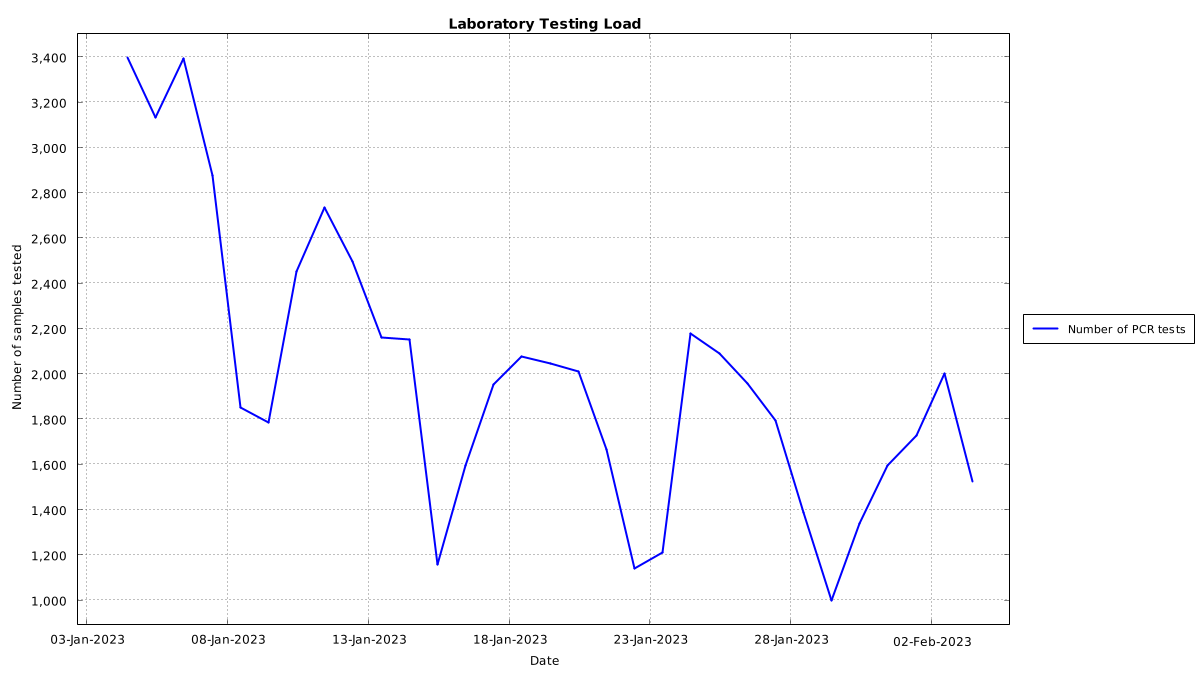 Laboratory Testing Load
Number of samples tested
3,400
3,200
3,000
2,800
2,600
2,400
2,200
2,000
1,800
1,600
1,400
1,200
1,000
03-Jan-2023 08-Jan-2023 13-Jan-2023 18-Jan-2023 23-Jan-2023 28-Jan-2023 02-Feb-2023
Date
Number of PCR tests